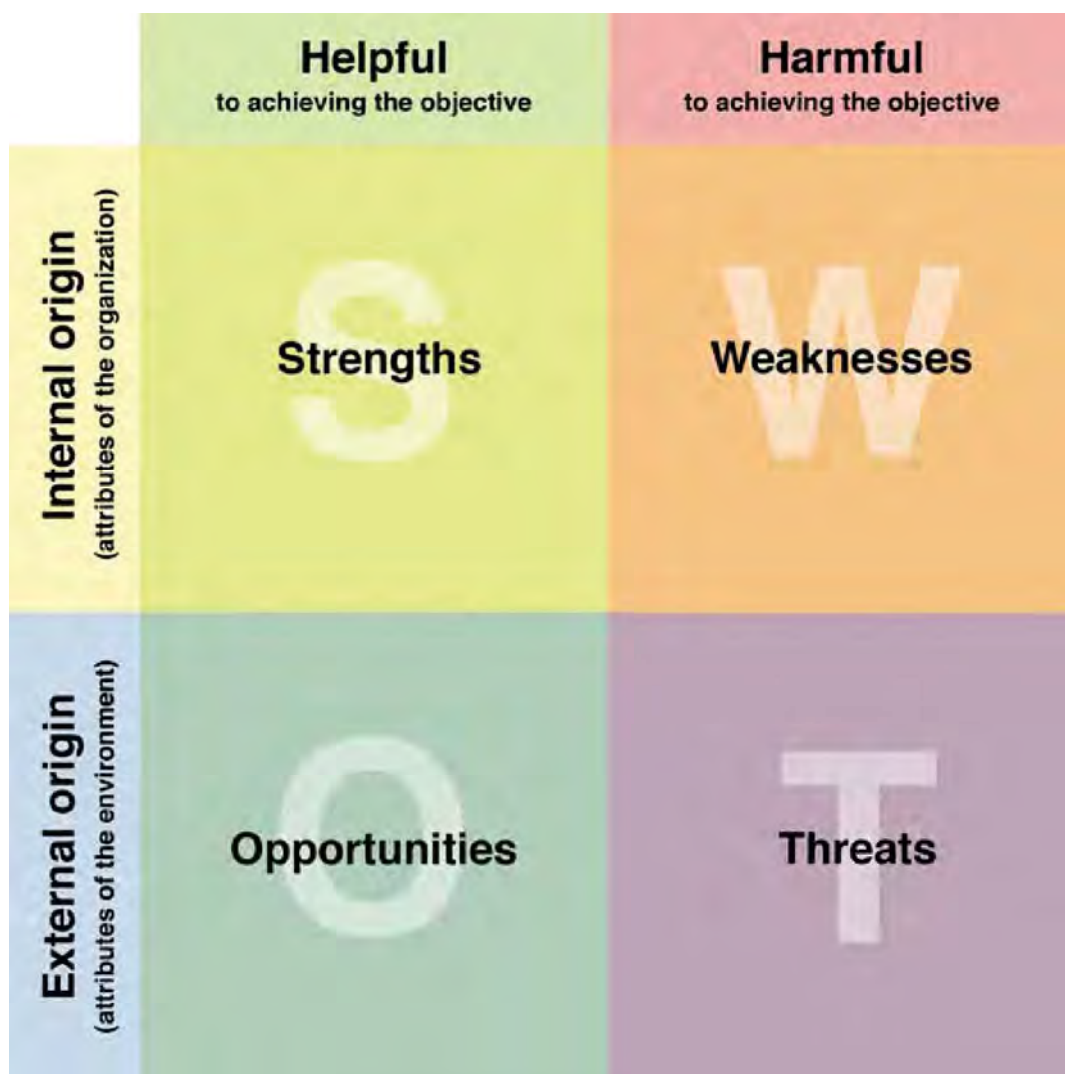 Helpful
to achieving the objective
Harmful
to achieving the objective
Internal origin
(attributes of the organization)
S
Strengths
W
Weaknesses
External origin
(attributes of the environment)
O
Opportunities
T
Threats